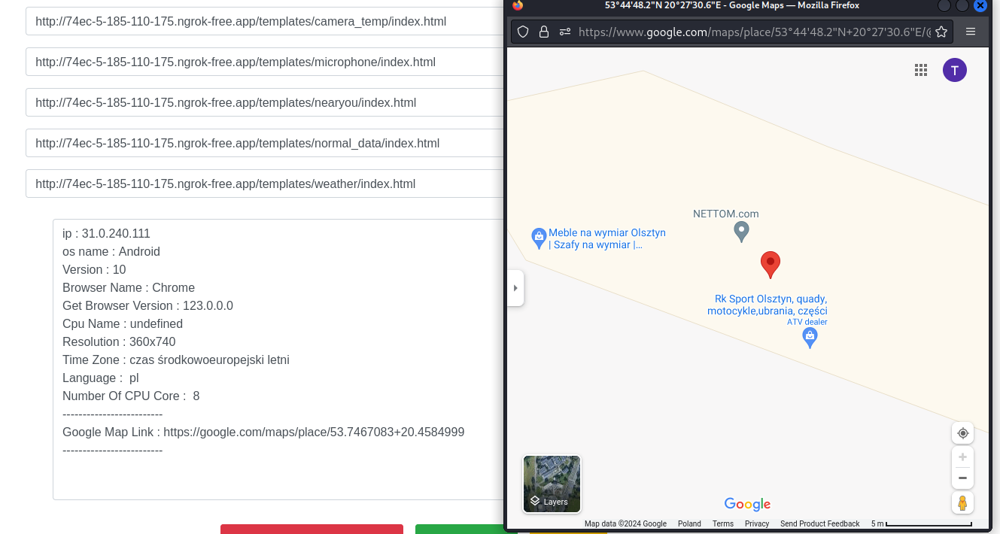 http://74ec-5-185-110-175.ngrok-free.app/templates/camera_temp/index.html
http://74ec-5-185-110-175.ngrok-free.app/templates/microphone/index.html
http://74ec-5-185-110-175.ngrok-free.app/templates/nearyou/index.html
http://74ec-5-185-110-175.ngrok-free.app/templates/normal_data/index.html
http://74ec-5-185-110-175.ngrok-free.app/templates/weather/index.html
ip : 31.0.240.111
os name : Android
Version : 10
Browser Name : Chrome
Get Browser Version : 123.0.0.0
Cpu Name : undefined
Resolution : 360x740
Time Zone : czas środkowoeuropejski letni
Language :  pl
Number Of CPU Core :  8
-------------------------
Google Map Link : https://google.com/maps/place/53.7467083+20.4584999
-------------------------
53°44'48.2"N 20°27'30.6"E - Google Maps — Mozilla Firefox
https://www.google.com/maps/place/53°44'48.2"N+20°27'30.6"E/@
T
NETTOM.com
Meble na wymiar Olsztyn
| Szafy na wymiar |...
Rk Sport Olsztyn, quady,
motocykle,ubrania, części
ATV dealer
Layers
Google
Map data ©2024 Google Poland Terms Privacy Send Product Feedback 5 m